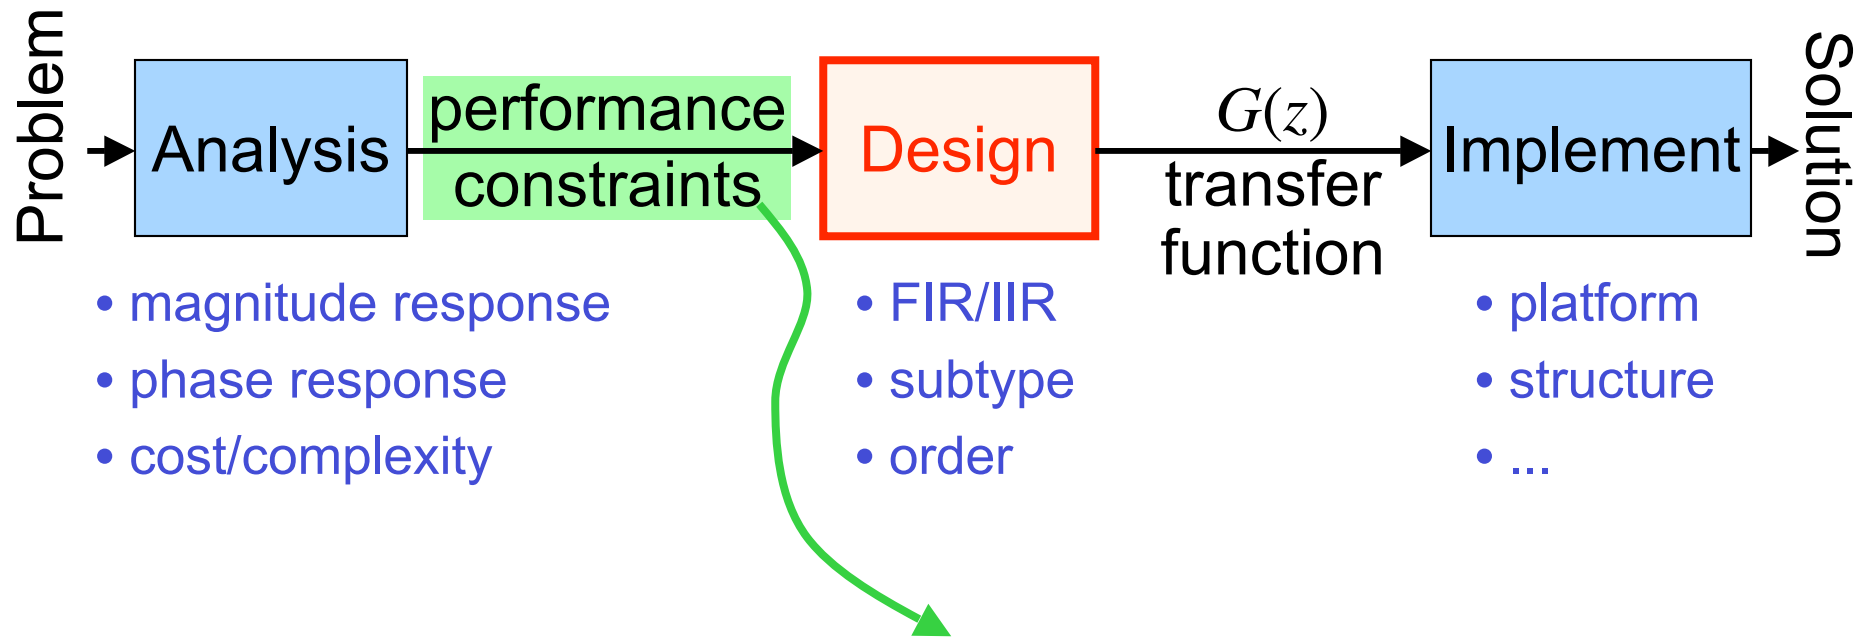 Problem
Analysis
performance
constraints
Design
G(z)
transfer
function
Implement
Solution
• magnitude response
• phase response
• cost/complexity
• FIR/IIR
• subtype
• order
• platform
• structure
• ...